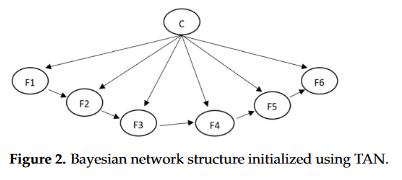 C
F1
F6
F2
F5
F3
F4
Figure 2. Bayesian network structure initialized using TAN.